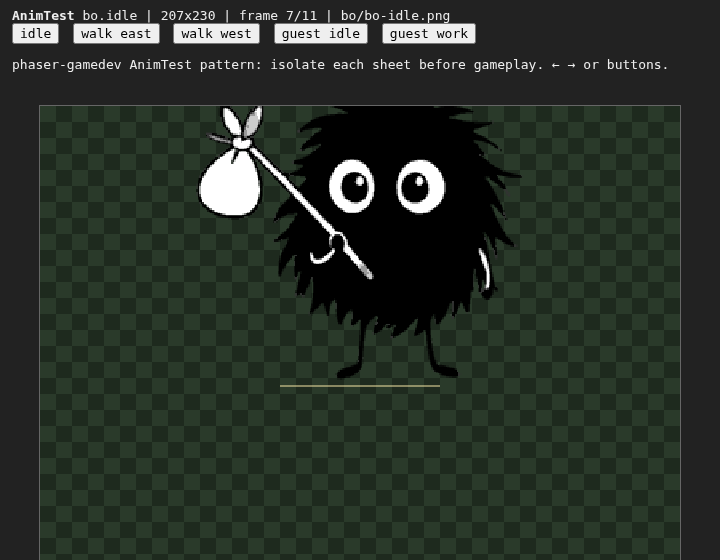 AnimTest bo.idle | 207x230 | frame 7/11 | bo/bo-idle.png
idle walk east walk west guest idle guest work
phaser-gamedev AnimTest pattern: isolate each sheet before gameplay. ← → or buttons.